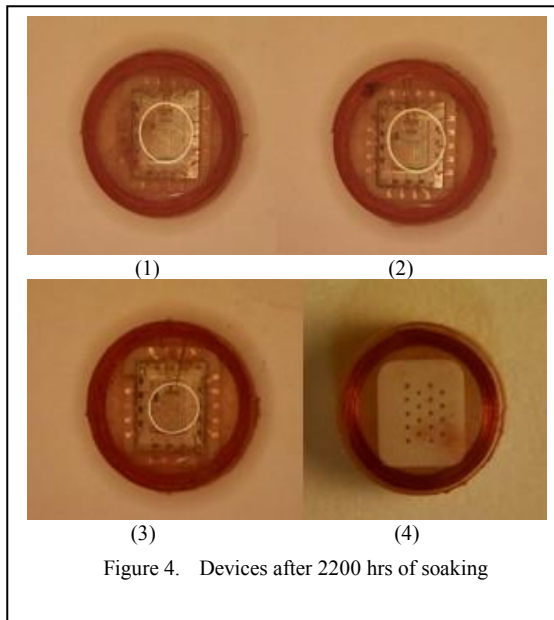 (1) (2)
(3) (4)
Figure 4. Devices after 2200 hrs of soaking